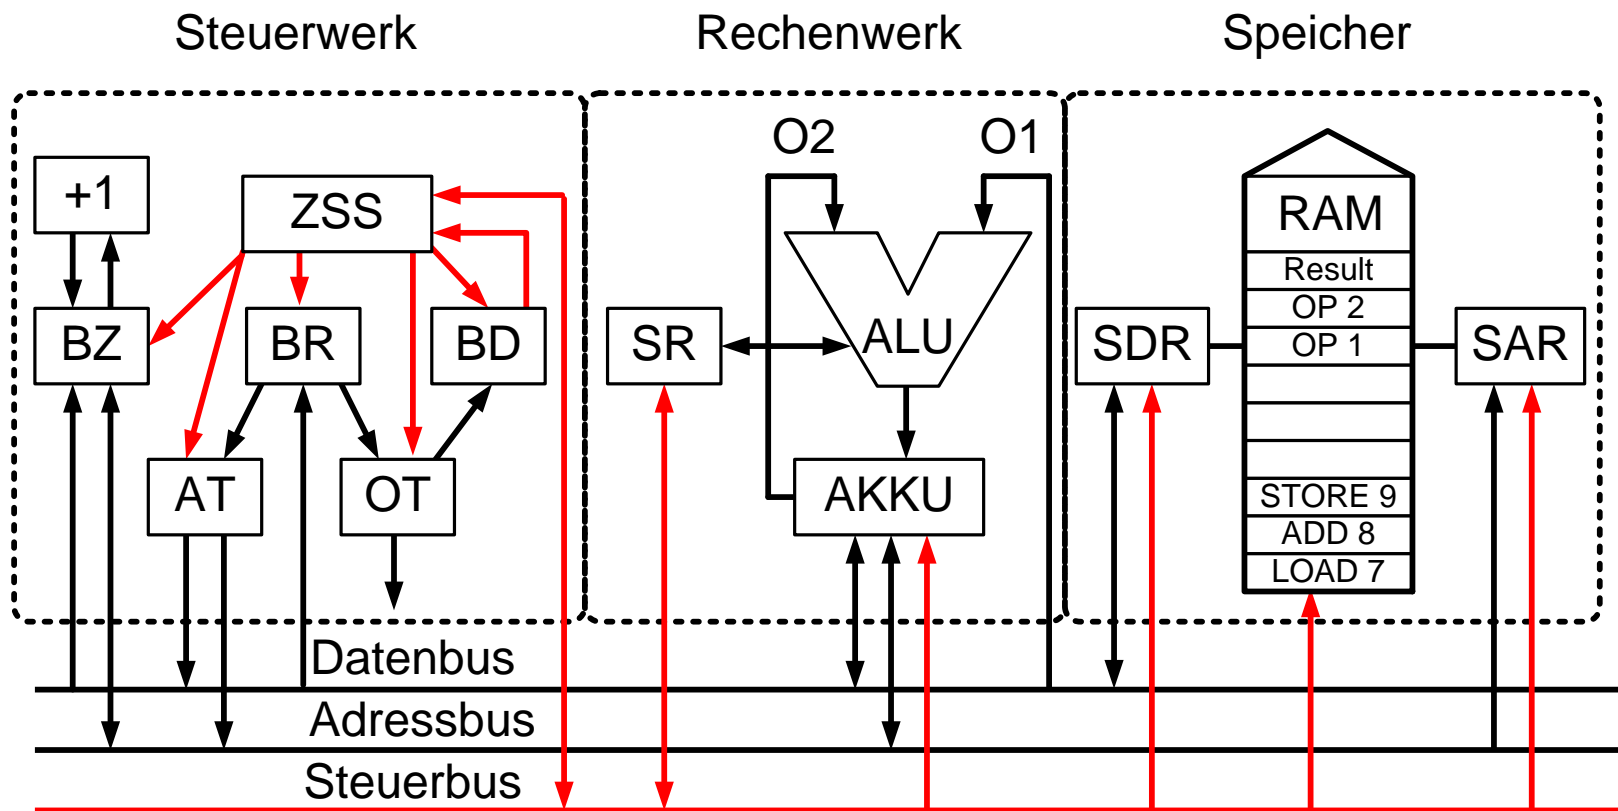 Steuerwerk
Rechenwerk
Speicher
+1
ZSS
BZ
BR
BD
AT
OT
O2
O1
SR
ALU
AKKU
RAM
Result
OP 2
OP 1
STORE 9
ADD 8
LOAD 7
SDR
SAR
Datenbus
Adressbus
Steuerbus